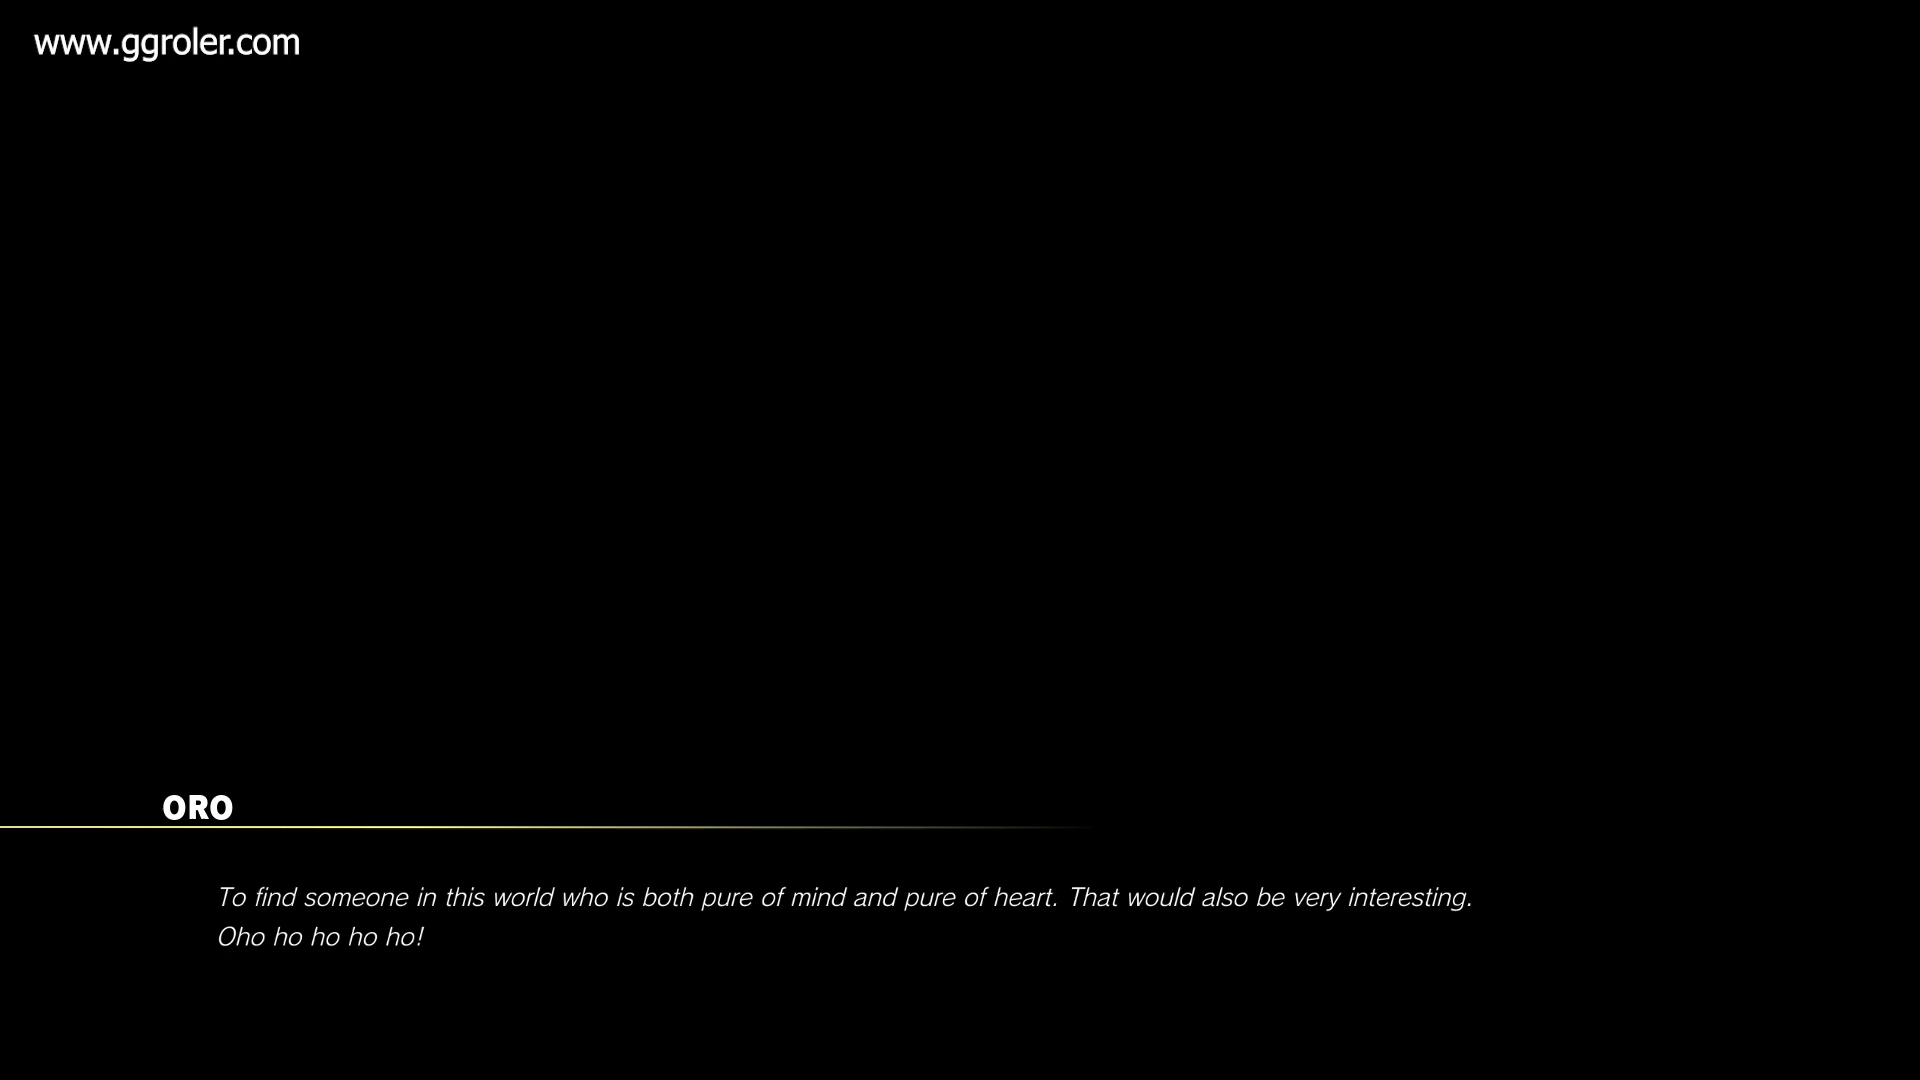 www.ggroler.com
ORO
To find someone in this world who is both pure of mind and pure of heart. That would also be very interesting.
Oho ho ho ho ho!